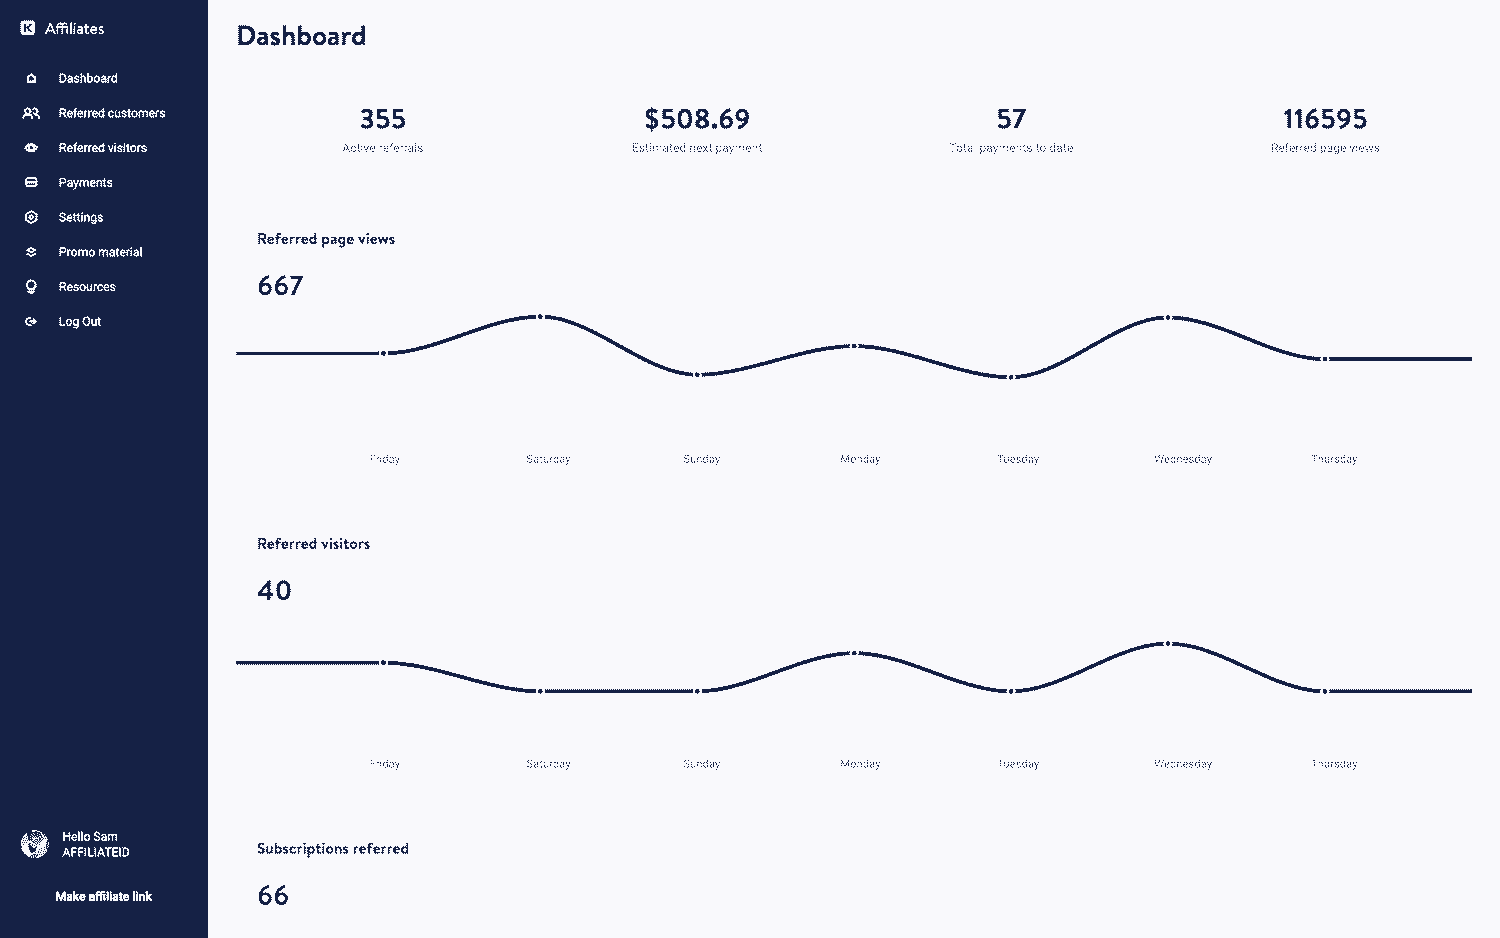 K Affiliates
Dashboard
Referred customers
Referred visitors
Payments
Settings
Promo material
Resources
Log Out
Hello Sam
AFFILIATEID
Make affiliate link
Dashboard
355
Active referrals
$508.69
Estimated next payment
57
Total payments to date
116595
Referred page views
Referred page views
667
Friday Saturday Sunday Monday Tuesday Wednesday Thursday
Referred visitors
40
Friday Saturday Sunday Monday Tuesday Wednesday Thursday
Subscriptions referred
66